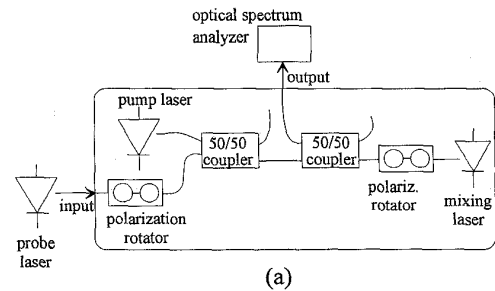 optical spectrum
analyzer
output
pump laser
50/50
coupler
50/50
coupler
input
polarization
rotator
polariz.
rotator
mixing
laser
probe
laser
(a)